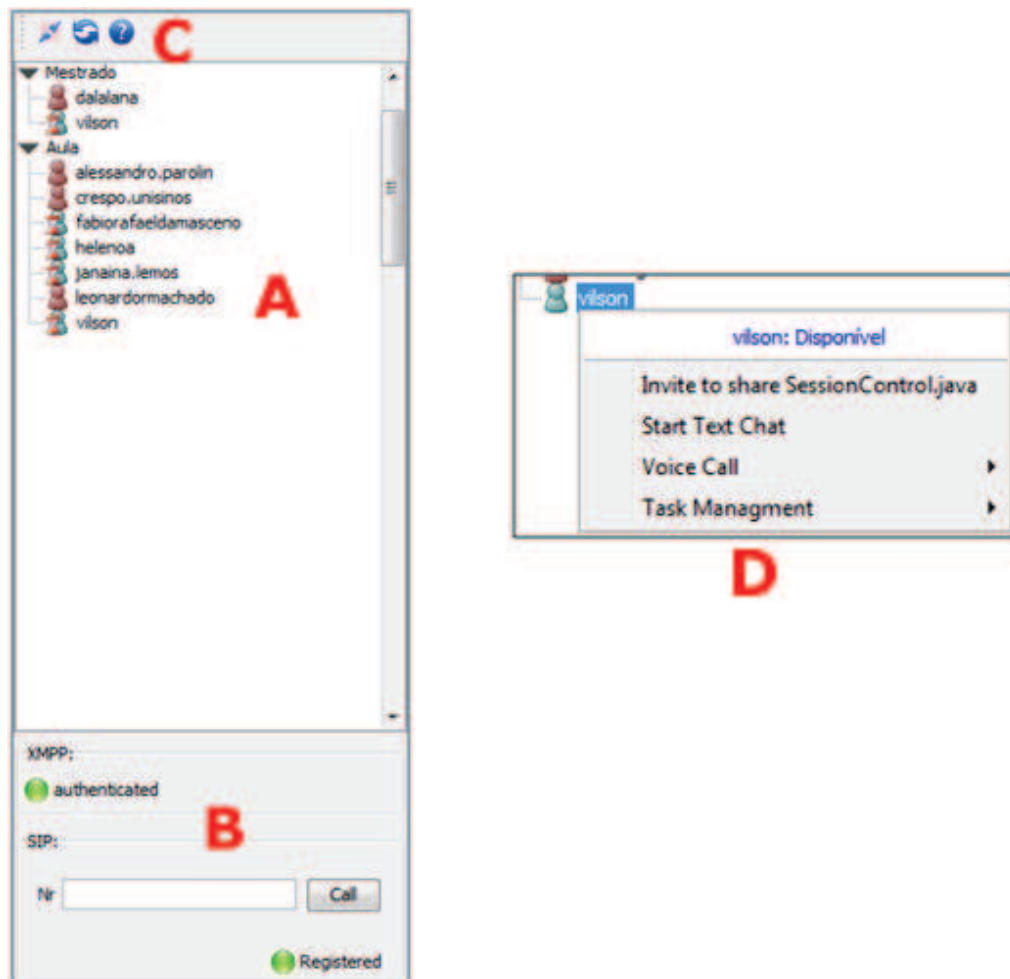 C
Mestrado
dalalana
vilson
Aula
alessandro.parolin
crespo.unisinos
fabiorafaeldamasceno
helenoa
janaina.lemos
leonardormachado
vilson
A
XMPP:
authenticated
B
SIP:
Nr
Call
Registered
vilson
vilson: Disponível
Invite to share SessionControl.java
Start Text Chat
Voice Call
Task Managment
D